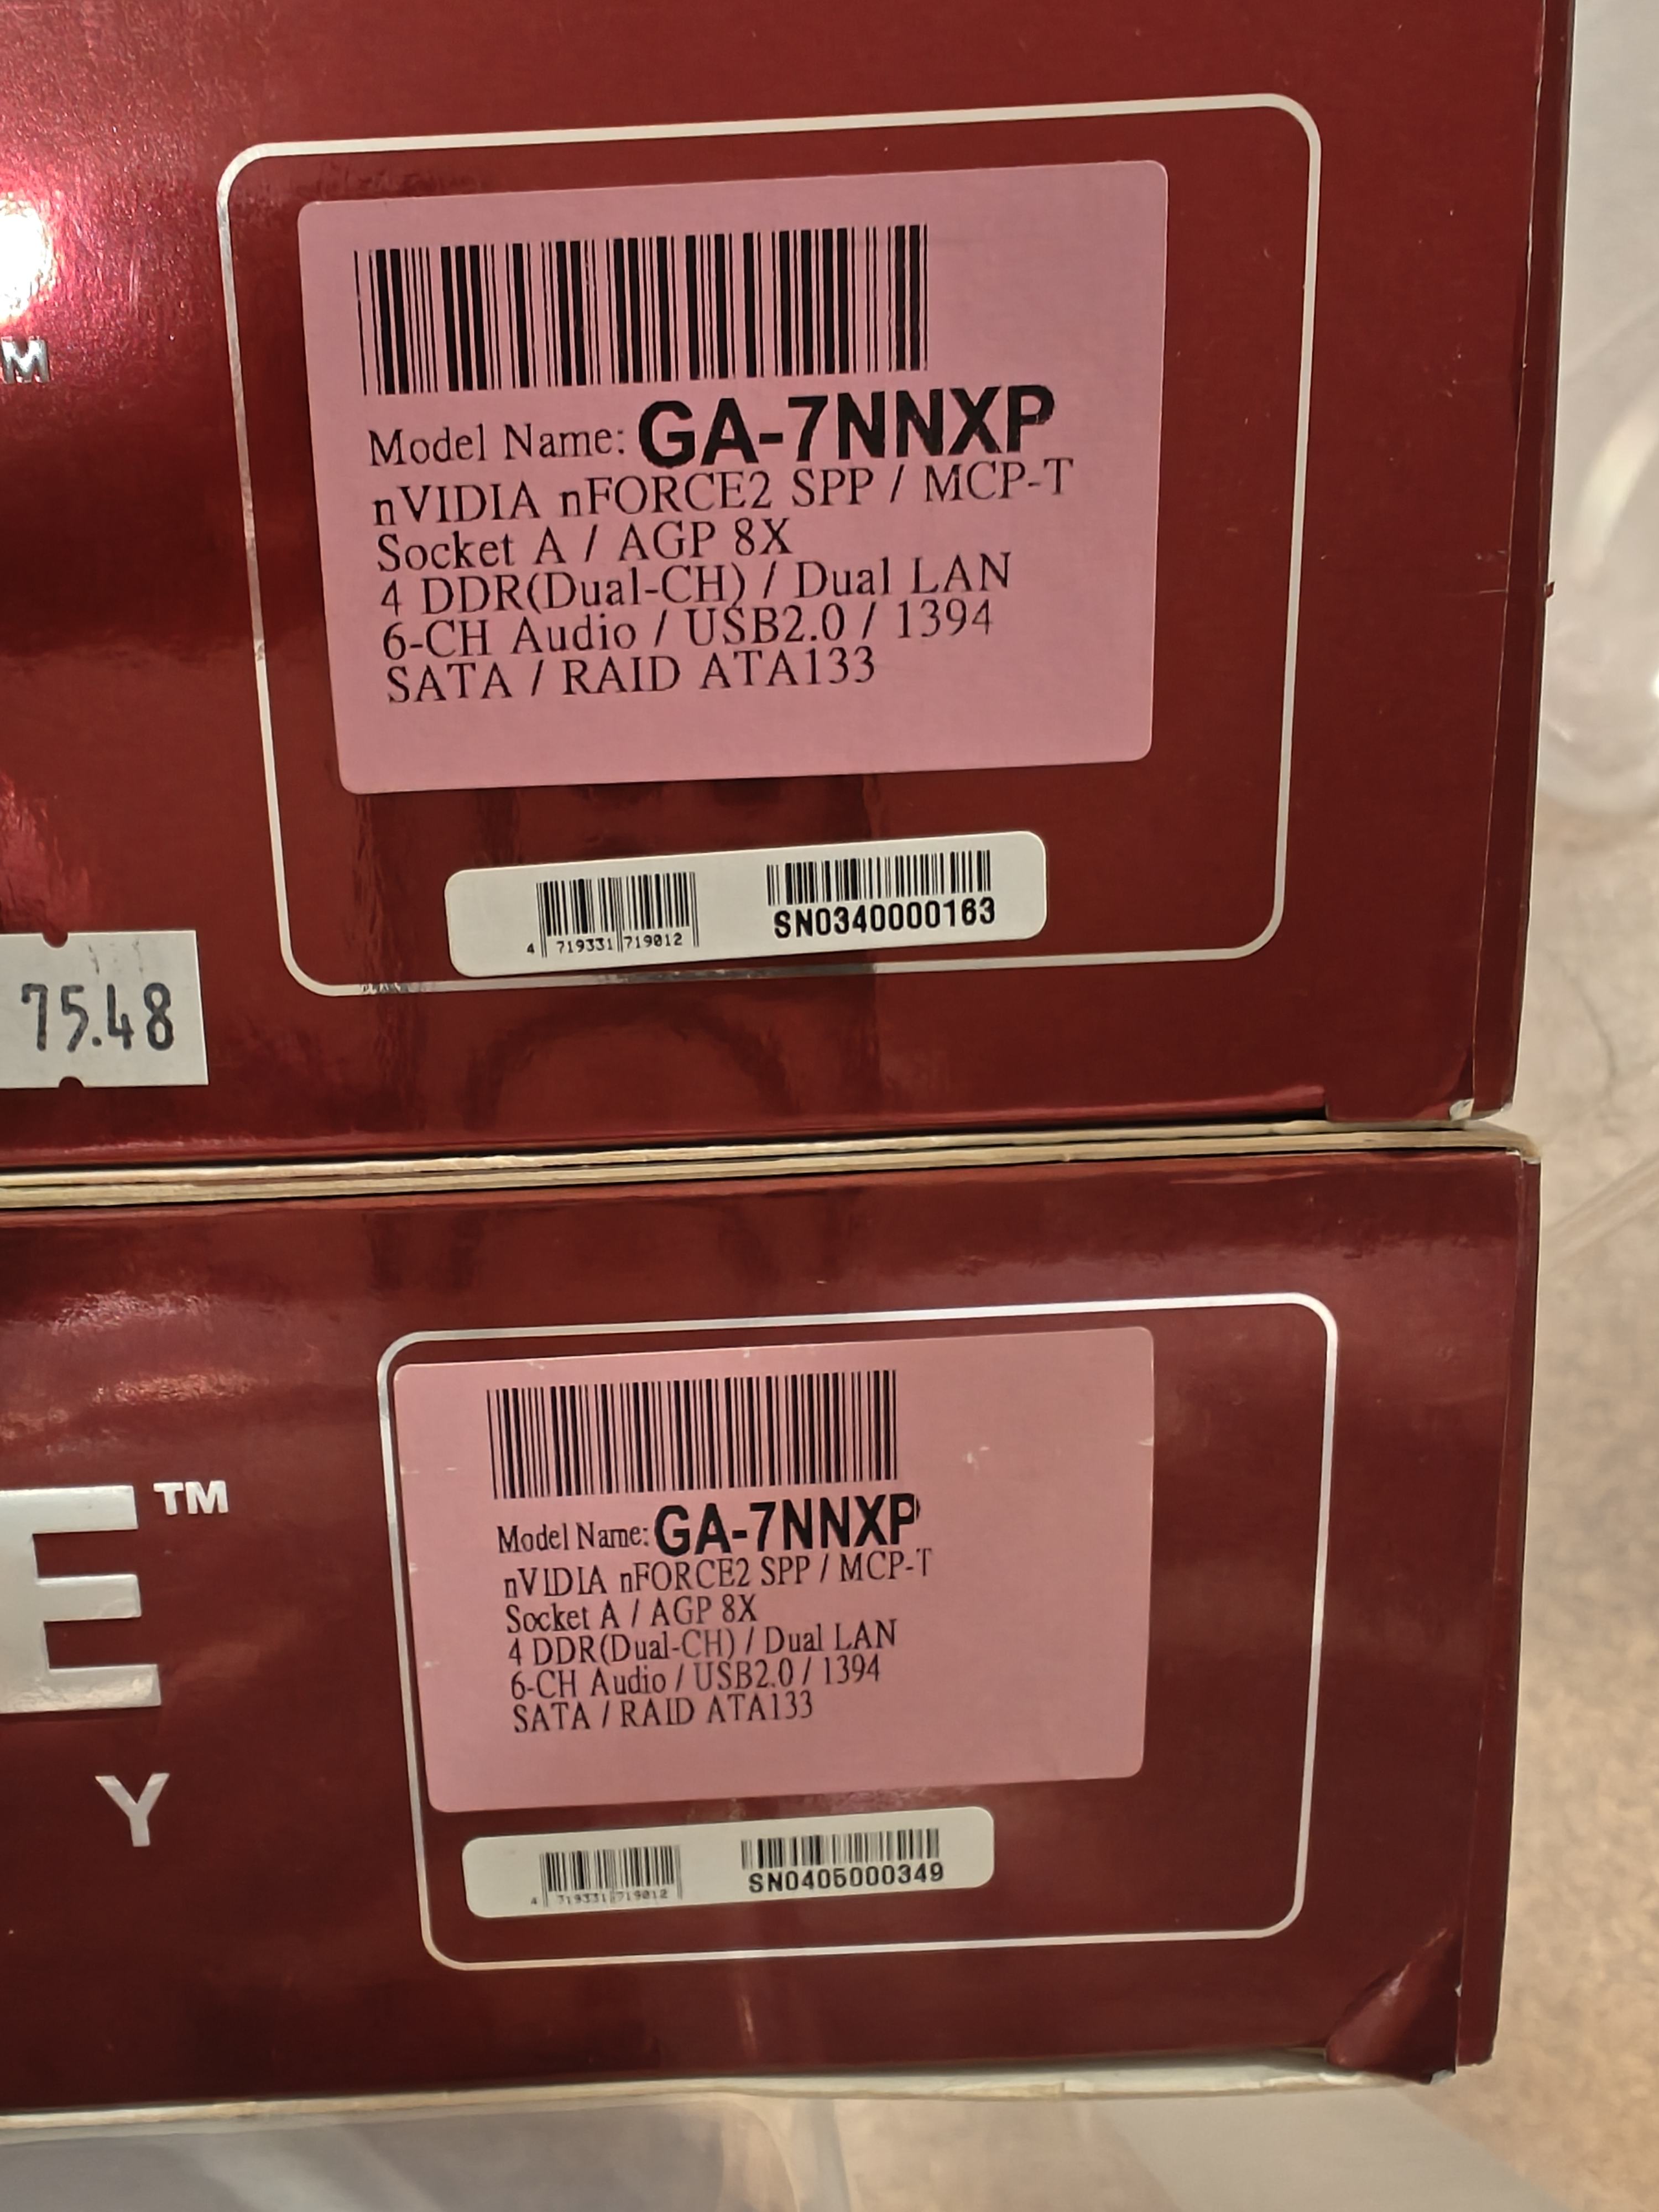 M
Model Name: GA-7NNXP
nVIDIA nFORCE2 SPP / MCP-T
Socket A / AGP 8X
4 DDR(Dual-CH) / Dual LAN
6-CH Audio / USB2.0 / 1394
SATA / RAID ATA133
4 719331 719012
SN0340000163
75.48
E™
Y
Model Name: GA-7NNXP
nVIDIA nFORCE2 SPP / MCP-T
Socket A / AGP 8X
4 DDR(Dual-CH) / Dual LAN
6-CH Audio / USB2.0 / 1394
SATA / RAID ATA133
4 719331 719012
SN0405000349